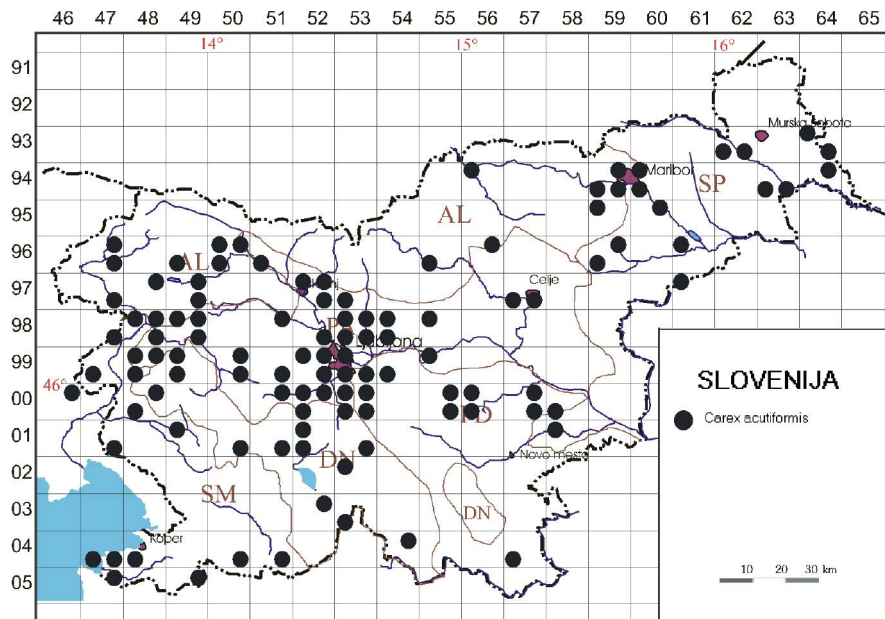 46 47 48 49 50 51 52 53 54 55 56 57 58 59 60 61 62 63 64 65
14° 15° 16°
91
92
93
Murska sobota
94
Maribor
SP
95
AL
96
AL
97
Celje
98
Ljubljana
99
46°
00
SLOVENIJA
Carex acutiformis
01
DN
Novo mesto
02
SM
03
DN
Koper
04
05
10 20 30 km